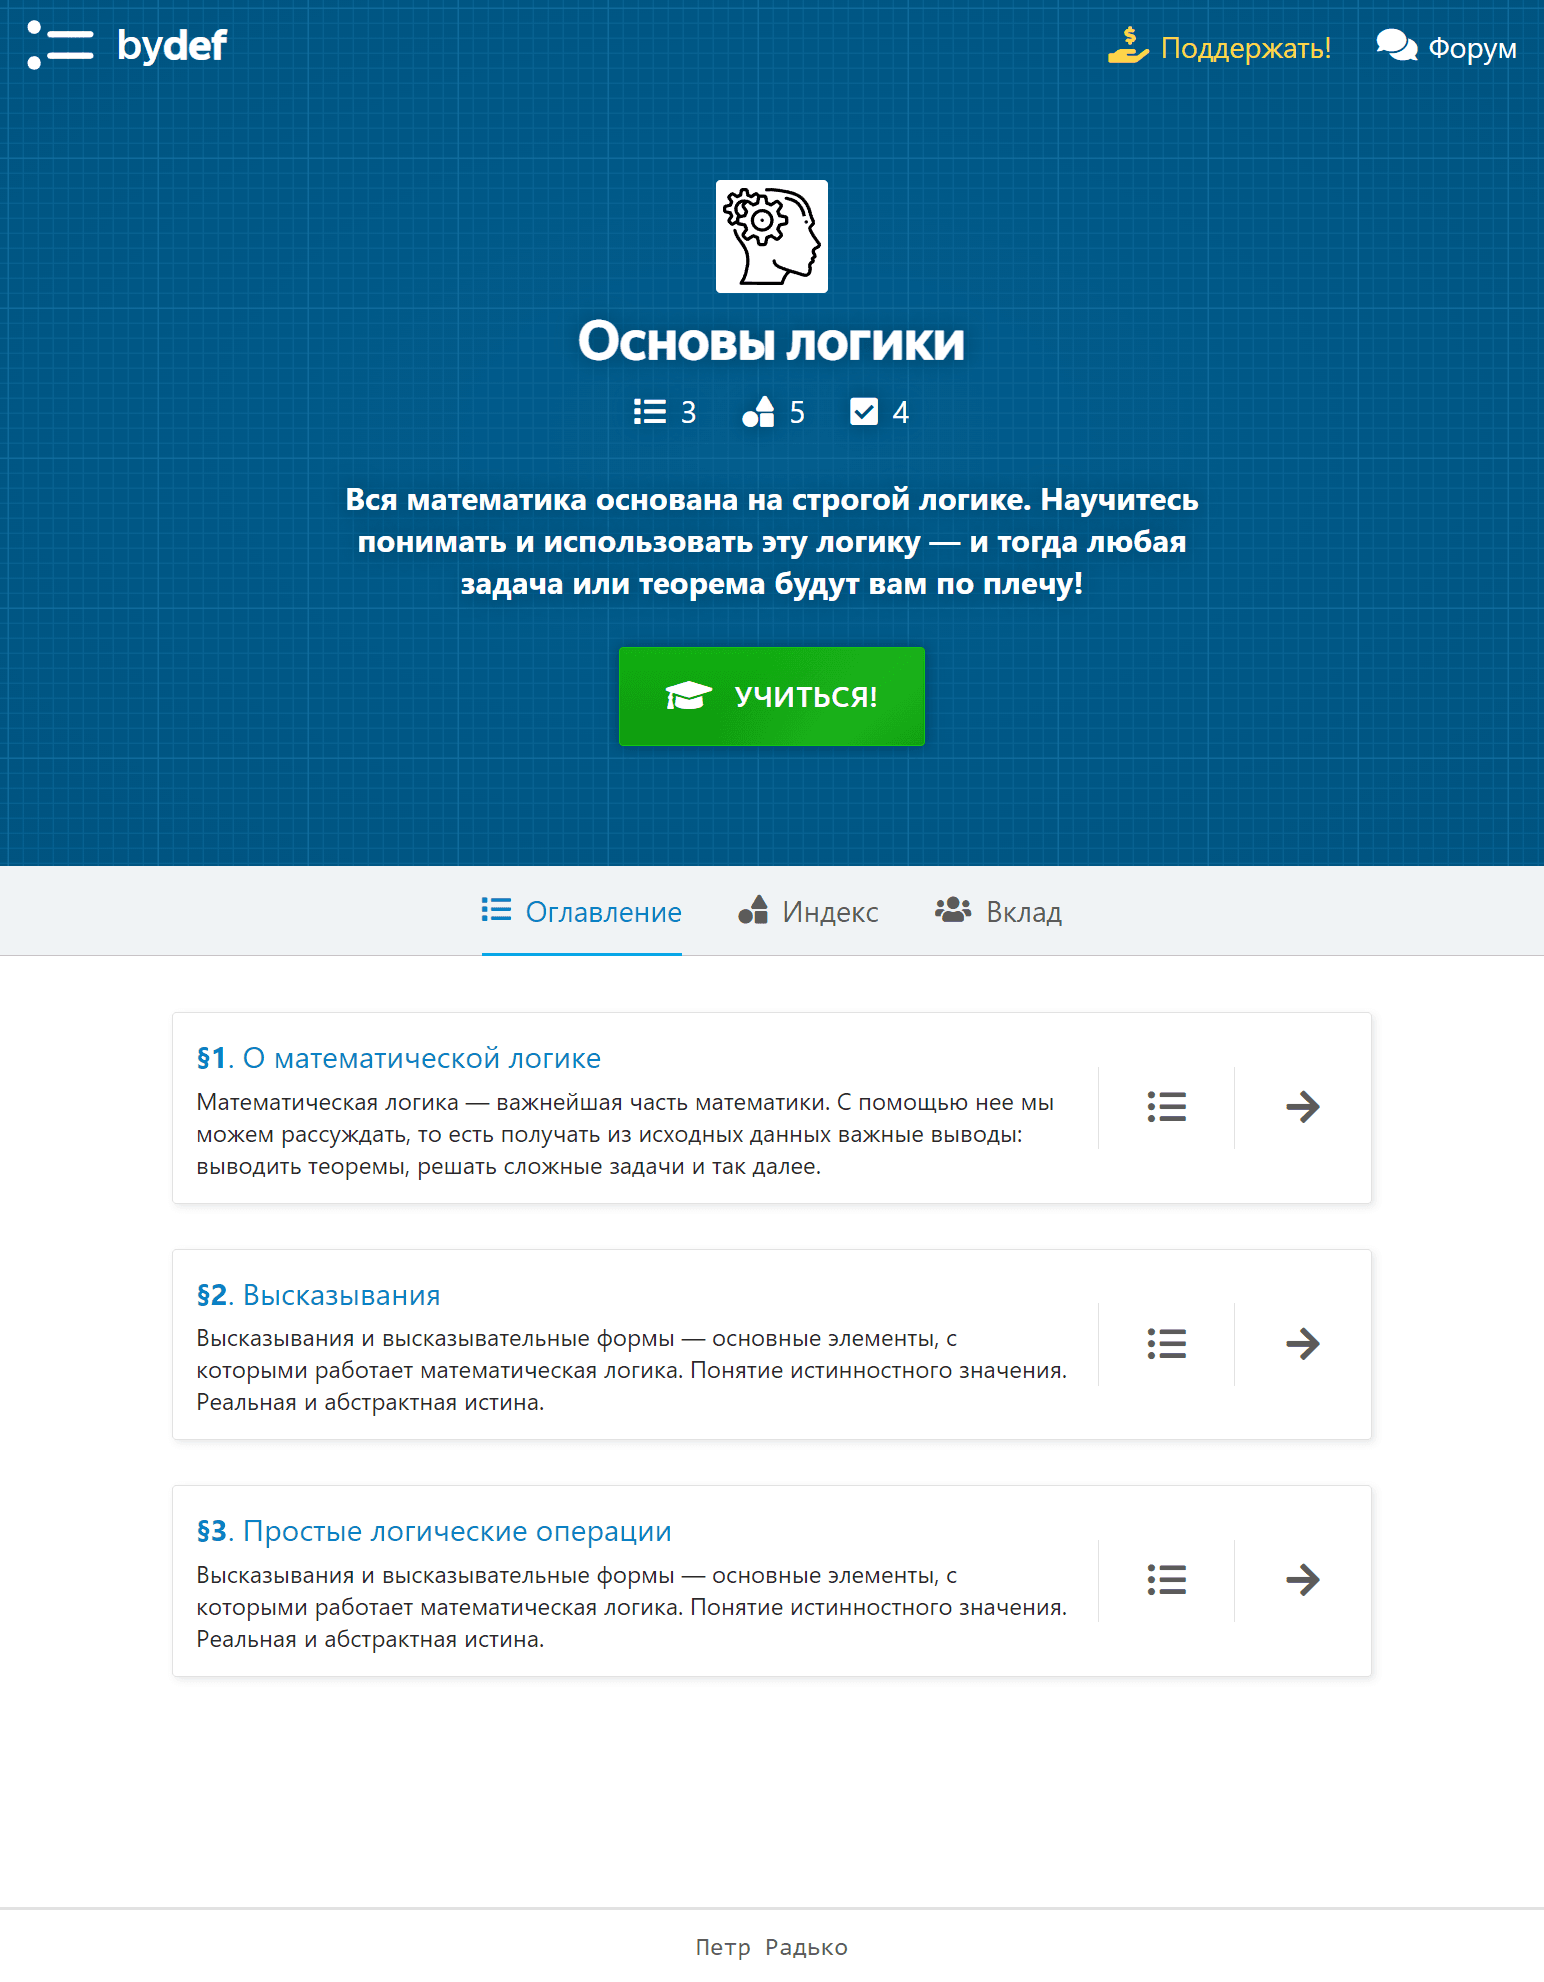 bydef
Поддержать!
Форум
Основы логики
3 5 4
Вся математика основана на строгой логике. Научитесь
понимать и использовать эту логику — и тогда любая
задача или теорема будут вам по плечу!
УЧИТЬСЯ!
Оглавление Индекс Вклад
§1. О математической логике
Математическая логика — важнейшая часть математики. С помощью нее мы
можем рассуждать, то есть получать из исходных данных важные выводы:
выводить теоремы, решать сложные задачи и так далее.
§2. Высказывания
Высказывания и высказывательные формы — основные элементы, с
которыми работает математическая логика. Понятие истинностного значения.
Реальная и абстрактная истина.
§3. Простые логические операции
Высказывания и высказывательные формы — основные элементы, с
которыми работает математическая логика. Понятие истинностного значения.
Реальная и абстрактная истина.
Петр Радько